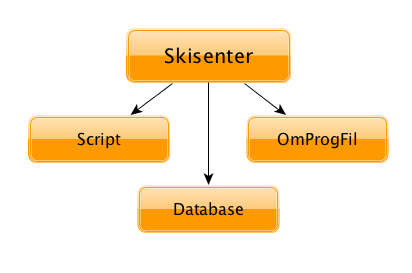 Skisenter
Script
OmProgFil
Database